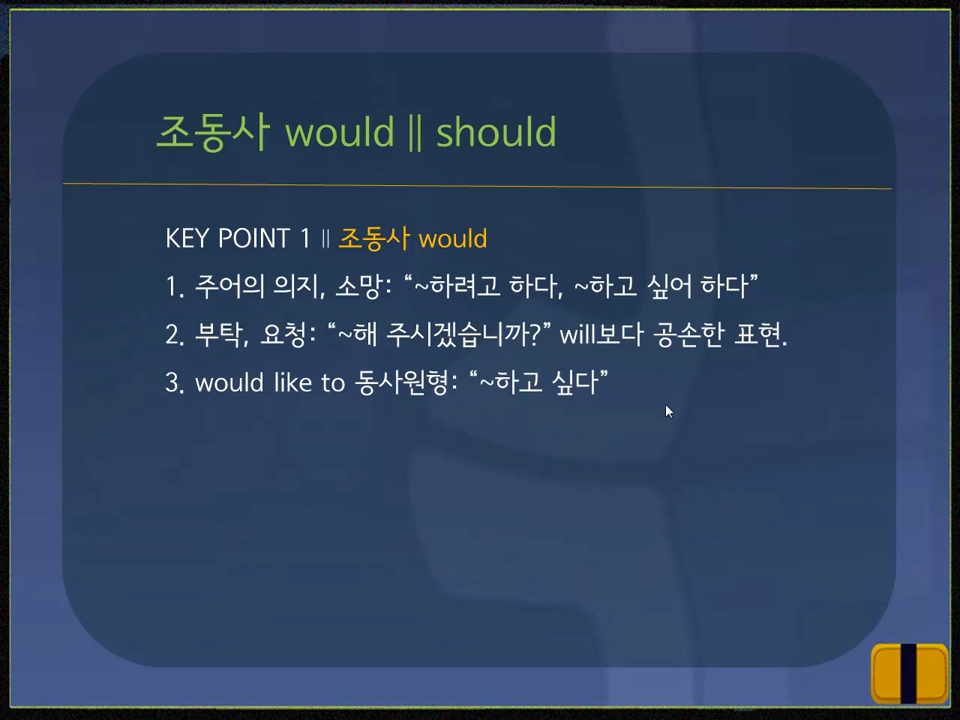 조동사 would || should
KEY POINT 1 || 조동사 would
1. 주어의 의지, 소망: “~하려고 하다, ~하고 싶어 하다”
2. 부탁, 요청: “~해 주시겠습니까?” will보다 공손한 표현.
3. would like to 동사원형: “~하고 싶다”